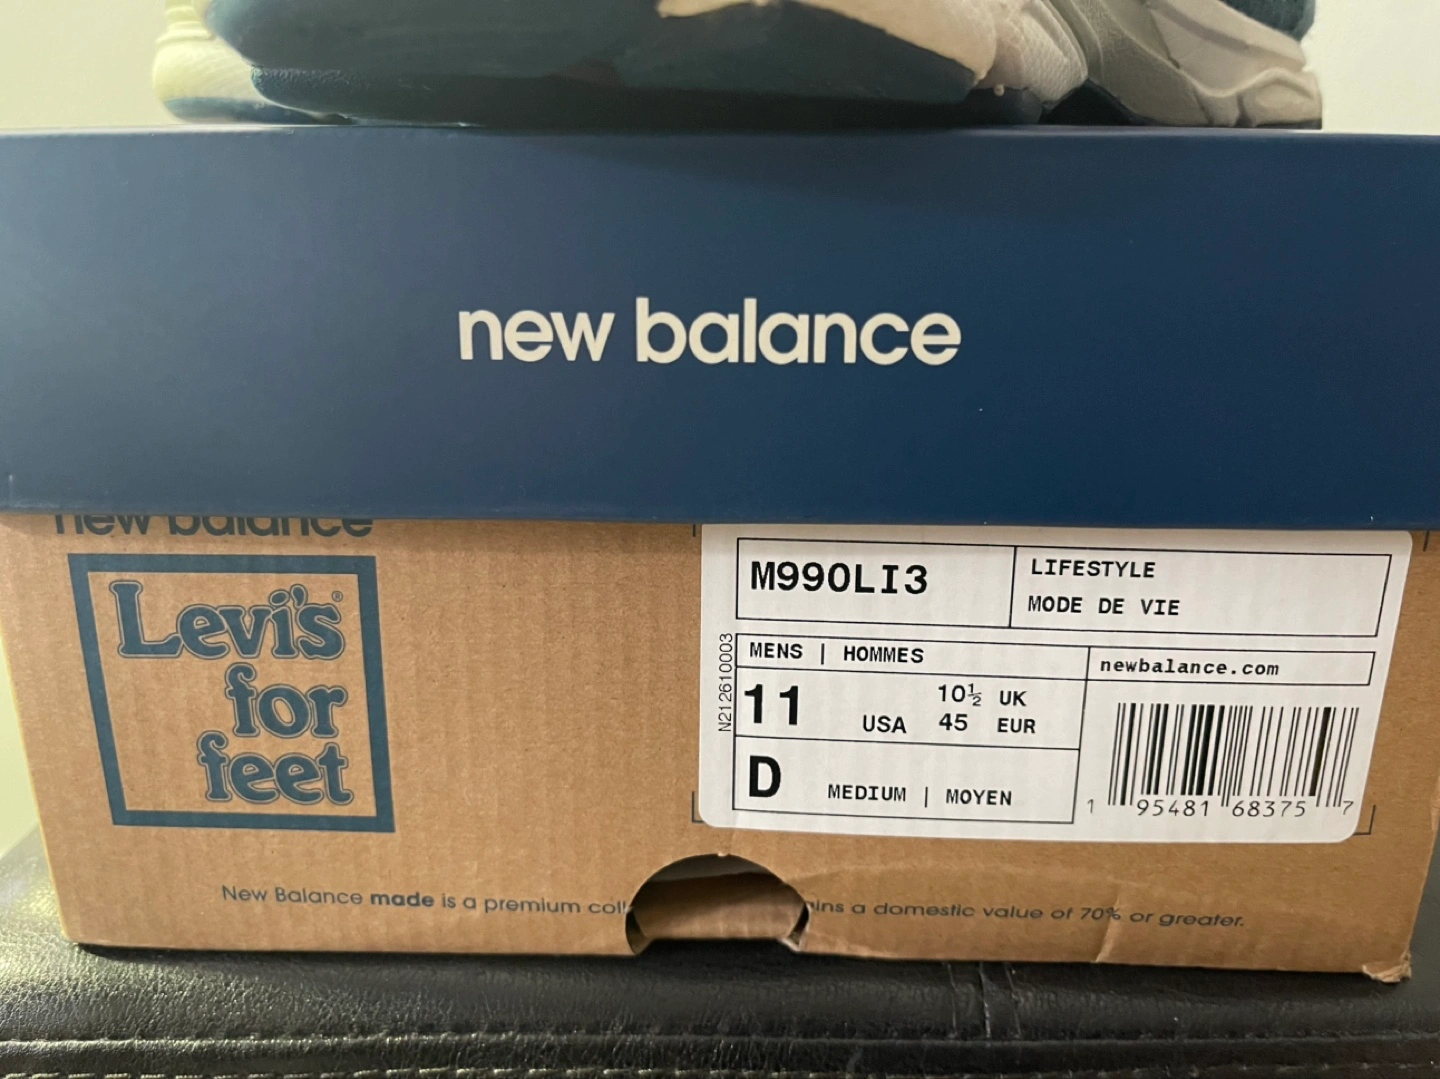 new balance
new balance
Levi's®
for
feet
M990LI3
LIFESTYLE
MODE DE VIE
MENS | HOMMES
newbalance.com
11 USA
10½ UK
45 EUR
D MEDIUM | MOYEN
N212610003
1 95481 68375 7
New Balance made is a premium
a domestic value of 70% or greater.